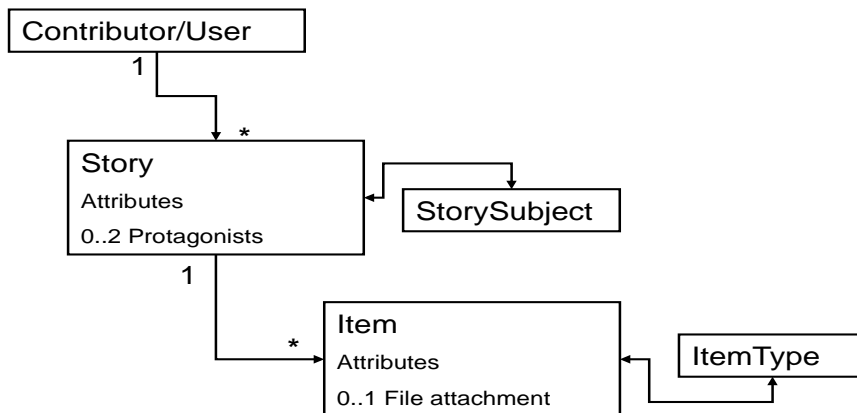 Contributor/User
1
*
Story
Attributes
0..2 Protagonists
StorySubject
1
*
Item
Attributes
0..1 File attachment
ItemType